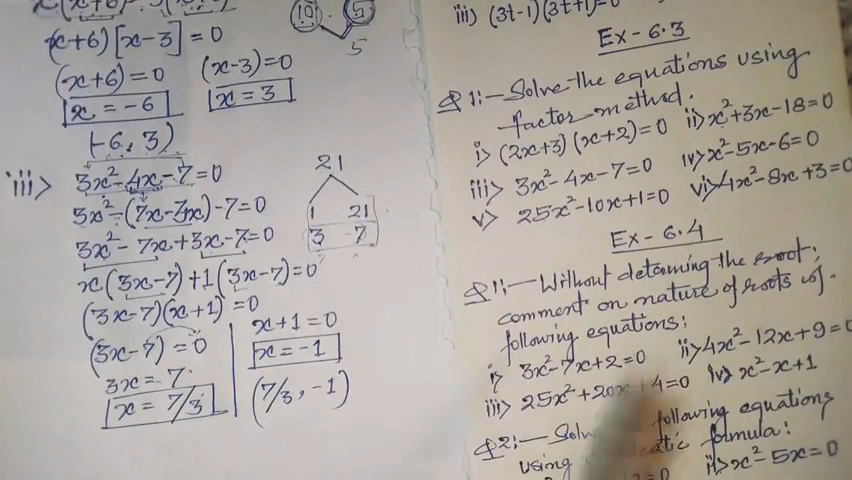 (x+6)[x-3] = 0
(x+6) = 0 (x-3) = 0
x = -6 x = 3
(-6, 3)
iii> 3x²-4x-7=0
3x²-(7x-3x)-7=0
3x²-7x+3x-7=0
x(3x-7)+1(3x-7)=0
(3x-7)(x+1)=0
(3x-7)=0 x+1=0
3x=7 x=-1
x=7/3 (7/3, -1)
10 5
5
21
1 21
3 -7
iii) (3t-1)(3t+1)=0
Ex-6.3
Q1:- Solve the equations using
factor method.
i> (2x+3)(x+2)=0 ii> x²+3x-18=0
iii> 3x²-4x-7=0 iv> x²-5x-6=0
v> 25x²-10x+1=0 vi> 4x²-8x+3=0
Ex-6.4
Q1:- Without determing the root,
comment on nature of roots of
following equations:
i> 3x²-7x+2=0 ii> 4x²-12x+9=0
iii> 25x²+20x+4=0 iv> x²-x+1
Q2:- following equations
using formula:
ii> x²-5x=0